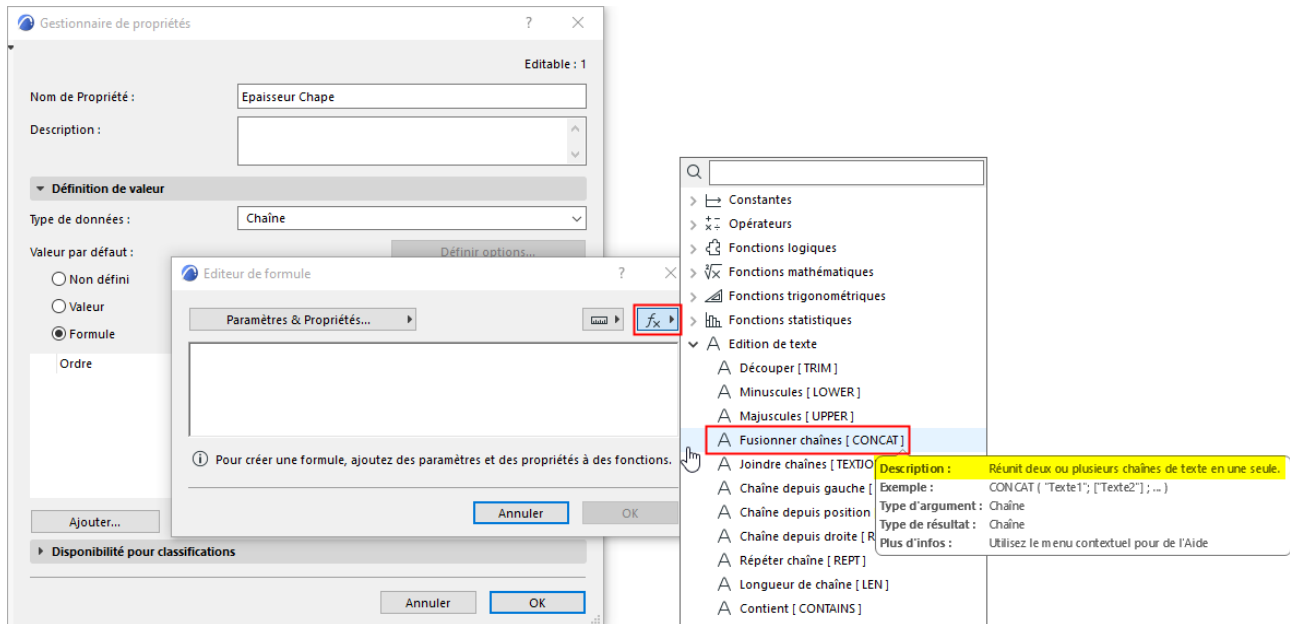 Gestionnaire de propriétés
?
Editable : 1
Nom de Propriété :
Epaisseur Chape
Description :
Définition de valeur
Type de données :
Chaîne
Valeur par défaut :
Définir options...
Non défini
Valeur
Formule
Ordre
Ajouter...
Disponibilité pour classifications
Annuler
OK
Editeur de formule
?
Paramètres & Propriétés...
fx
Pour créer une formule, ajoutez des paramètres et des propriétés à des fonctions.
Annuler
OK
Constantes
Opérateurs
Fonctions logiques
Fonctions mathématiques
Fonctions trigonométriques
Fonctions statistiques
A Edition de texte
A Découper [ TRIM ]
A Minuscules [ LOWER ]
A Majuscules [ UPPER ]
A Fusionner chaînes [ CONCAT ]
A Joindre chaînes [ TEXTJO
A Chaîne depuis gauche [
A Chaîne depuis position
A Chaîne depuis droite [ R
A Répéter chaîne [ REPT ]
A Longueur de chaîne [ LEN ]
A Contient [ CONTAINS ]
Description : Réunit deux ou plusieurs chaînes de texte en une seule.
Exemple : CONCAT ( "Texte1"; ["Texte2"] ; ... )
Type d'argument : Chaîne
Type de résultat : Chaîne
Plus d'infos : Utilisez le menu contextuel pour de l'Aide